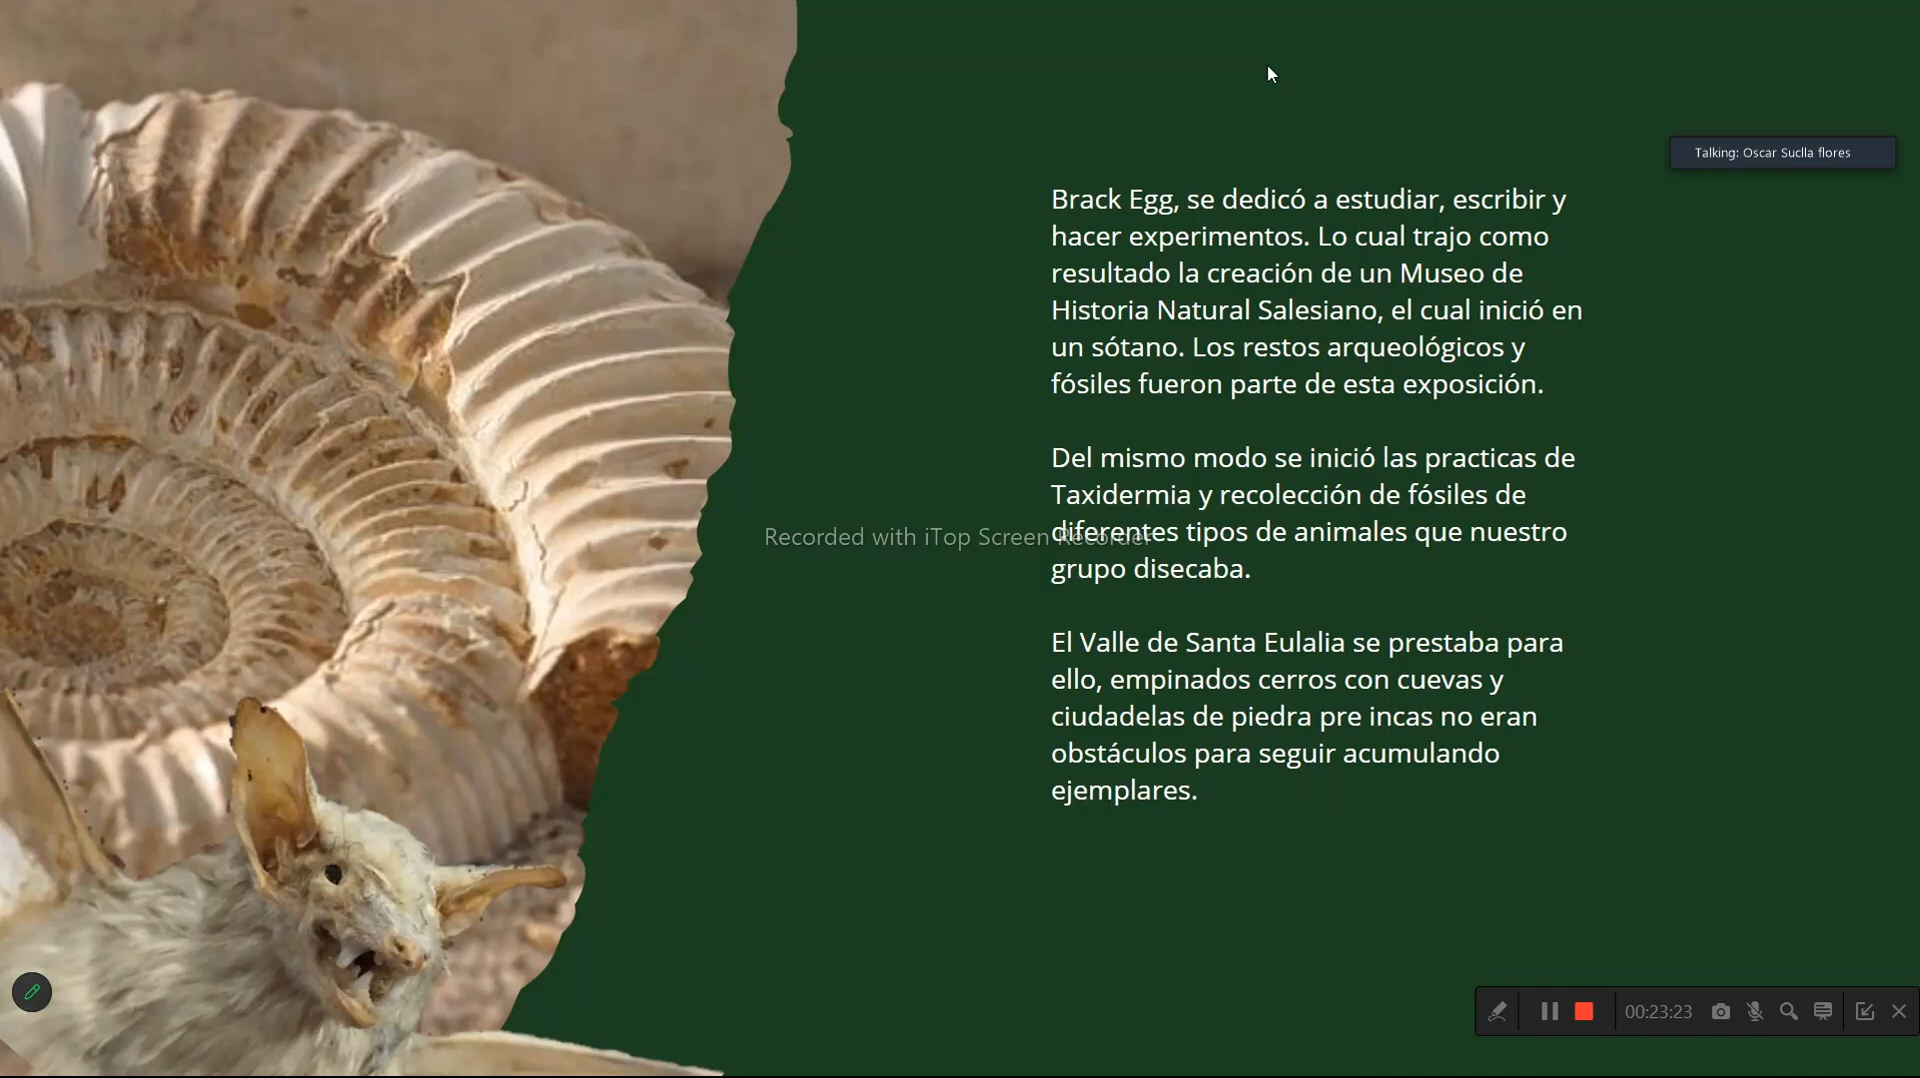 Talking: Oscar Suclla flores
Brack Egg, se dedicó a estudiar, escribir y
hacer experimentos. Lo cual trajo como
resultado la creación de un Museo de
Historia Natural Salesiano, el cual inició en
un sótano. Los restos arqueológicos y
fósiles fueron parte de esta exposición.
Del mismo modo se inició las practicas de
Taxidermia y recolección de fósiles de
diferentes tipos de animales que nuestro
grupo disecaba.
Recorded with iTop Screen Recorder
El Valle de Santa Eulalia se prestaba para
ello, empinados cerros con cuevas y
ciudadelas de piedra pre incas no eran
obstáculos para seguir acumulando
ejemplares.
00:23:23